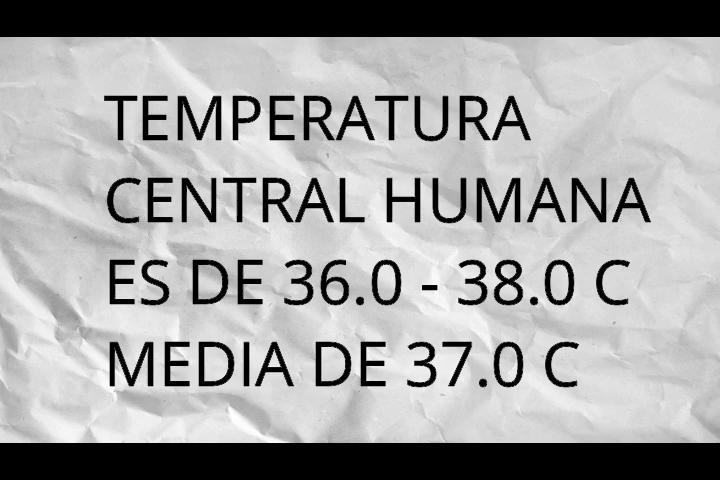 TEMPERATURA
CENTRAL HUMANA
ES DE 36.0 - 38.0 C
MEDIA DE 37.0 C